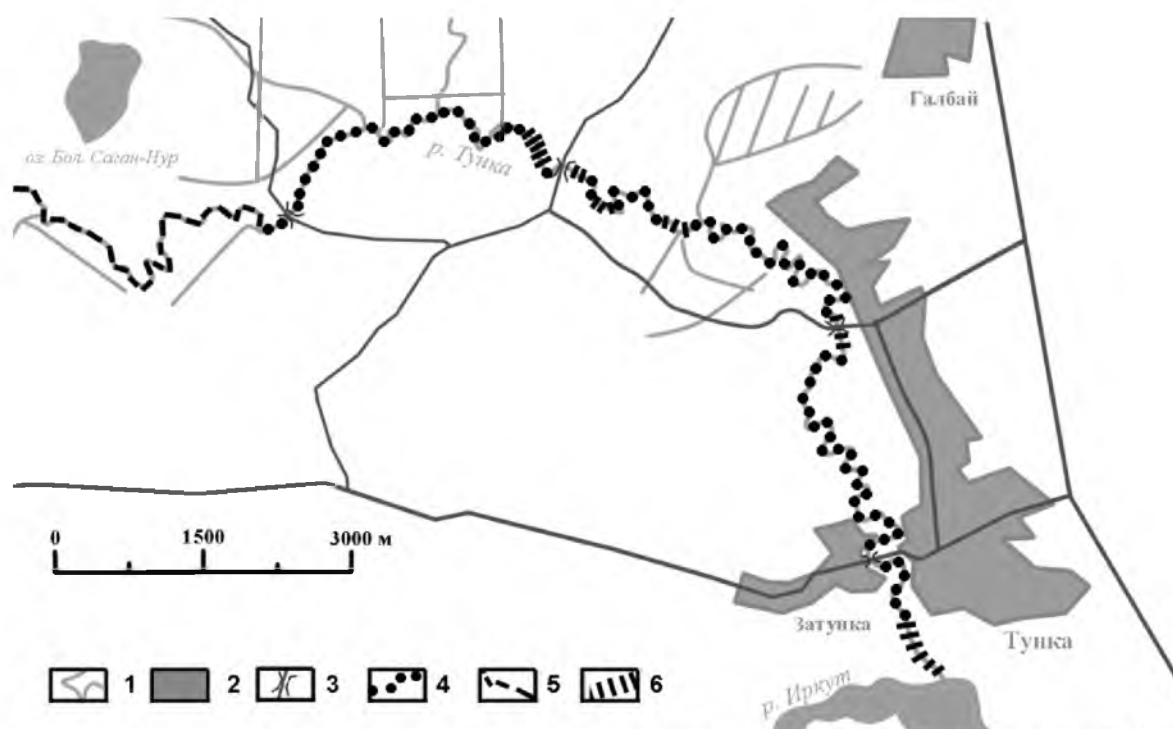 Галбай
оз. Бол. Саган-Нур
р. Тунка
0 1500 3000 м
Затунка
Тунка
р. Иркут
1 2 3 4 5 6